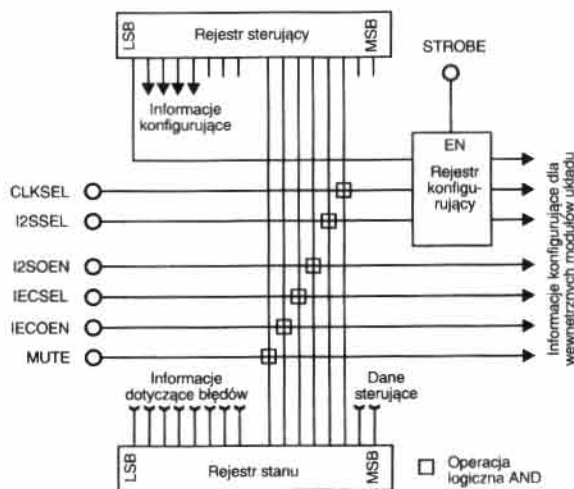 LSB
Rejestr sterujący
MSB
STROBE
Informacje
konfigurujące
EN
Rejestr
konfigu-
rujący
CLKSEL
I2SSEL
I2SOEN
IECSEL
IECOEN
MUTE
Informacje konfigurujące dla
wewnetrznych modułów układu
Informacje
dotyczące błędów
Dane
sterujące
LSB
Rejestr stanu
MSB
Operacja
logiczna AND